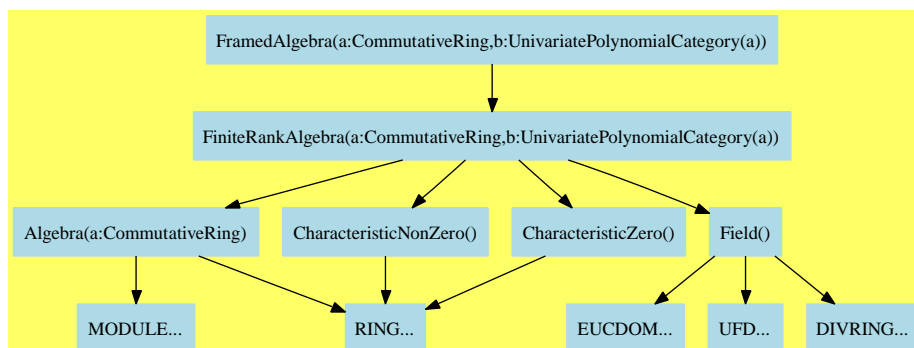 FramedAlgebra(a:CommutativeRing,b:UnivariatePolynomialCategory(a))
FiniteRankAlgebra(a:CommutativeRing,b:UnivariatePolynomialCategory(a))
Algebra(a:CommutativeRing)
CharacteristicNonZero()
CharacteristicZero()
Field()
MODULE...
RING...
EUCDOM...
UFD...
DIVRING...